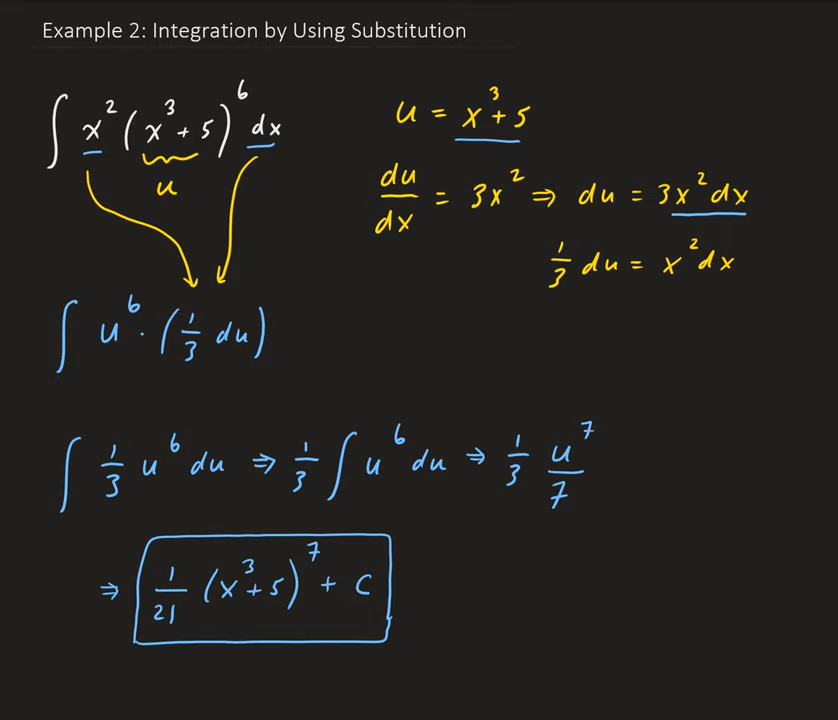 Example 2: Integration by Using Substitution
∫ x² (x³ + 5)⁶ dx
u
u = x³ + 5
du/dx = 3x² ⇒ du = 3x² dx
1/3 du = x² dx
∫ u⁶ · (1/3 du)
∫ 1/3 u⁶ du ⇒ 1/3 ∫ u⁶ du ⇒ 1/3 u⁷/7
⇒ 1/21 (x³ + 5)⁷ + C